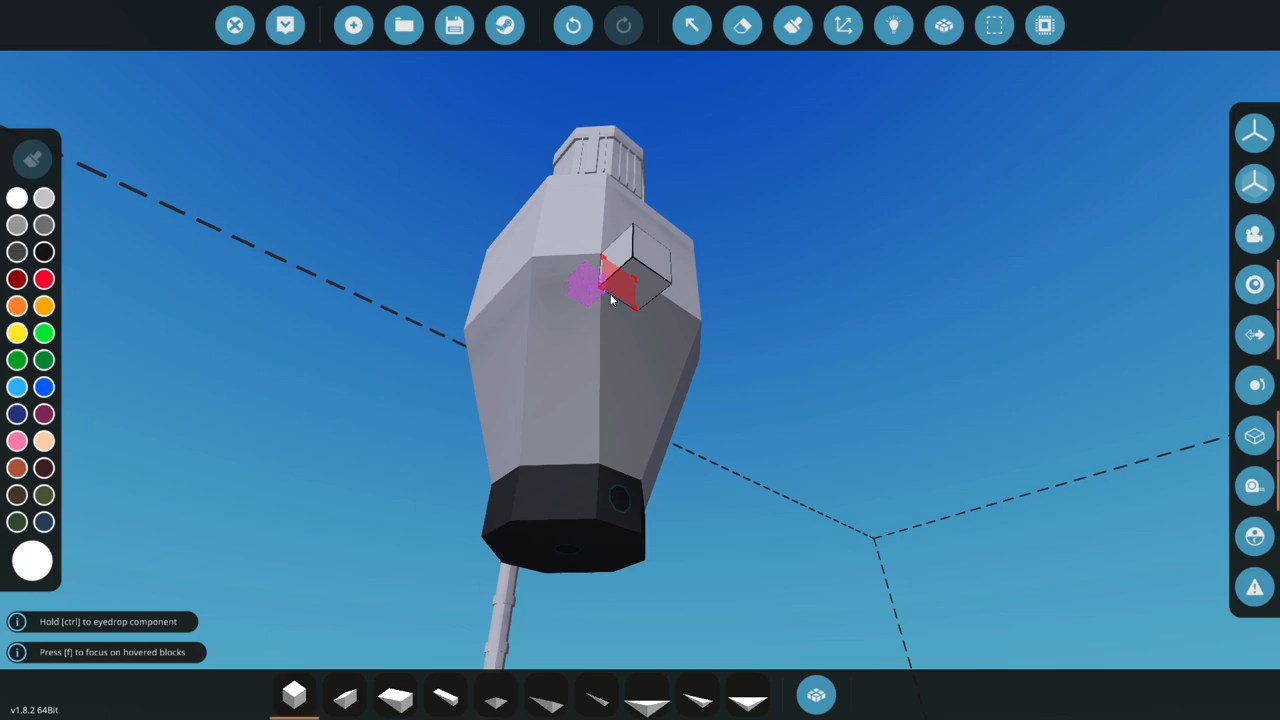 Hold [ctrl] to eyedrop component
Press [f] to focus on hovered blocks
v1.8.2 64Bit